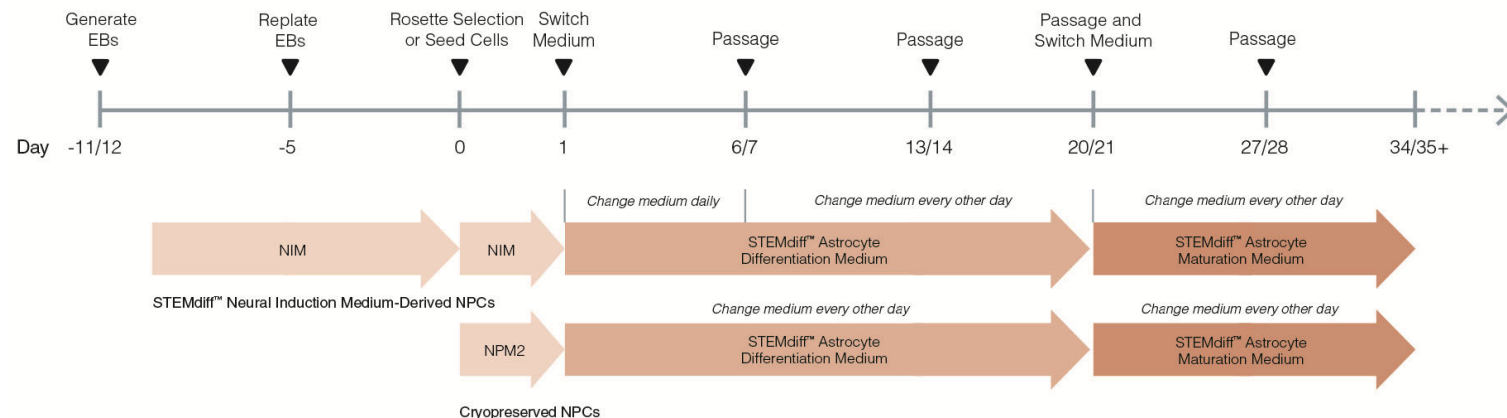 Generate
EBs
Replate
EBs
Rosette Selection
or Seed Cells
Switch
Medium
Passage
Passage
Passage and
Switch Medium
Passage
Day -11/12 -5 0 1 6/7 13/14 20/21 27/28 34/35+
Change medium daily
Change medium every other day
Change medium every other day
NIM
NIM
STEMdiff™ Astrocyte
Differentiation Medium
STEMdiff™ Astrocyte
Maturation Medium
STEMdiff™ Neural Induction Medium-Derived NPCs
Change medium every other day
Change medium every other day
NPM2
STEMdiff™ Astrocyte
Differentiation Medium
STEMdiff™ Astrocyte
Maturation Medium
Cryopreserved NPCs